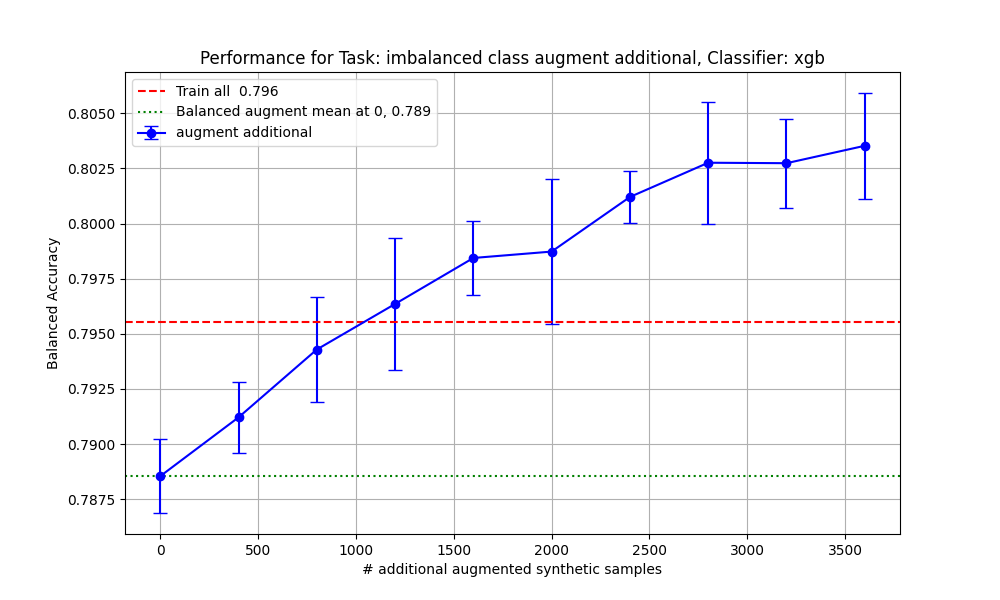 Performance for Task: imbalanced class augment additional, Classifier: xgb
Train all  0.796
Balanced augment mean at 0, 0.789
augment additional
Balanced Accuracy
0.8050
0.8025
0.8000
0.7975
0.7950
0.7925
0.7900
0.7875
0 500 1000 1500 2000 2500 3000 3500
# additional augmented synthetic samples